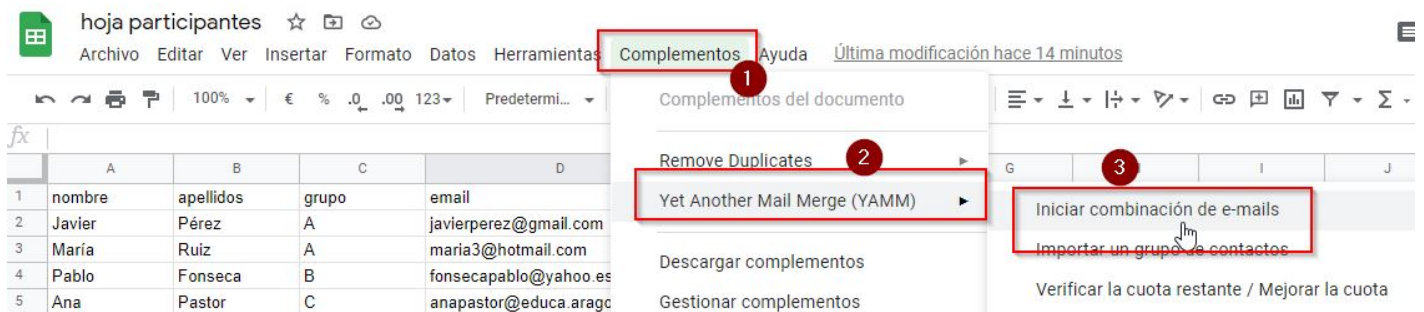 hoja participantes
Archivo Editar Ver Insertar Formato Datos Herramientas Complementos Ayuda Última modificación hace 14 minutos
1
100% € % .0 .00 123 Predetermi...
Complementos del documento
fx
Remove Duplicates
2
3
A B C D G I J
Yet Another Mail Merge (YAMM)
Iniciar combinación de e-mails
1 nombre apellidos grupo email
2 Javier Pérez A javierperez@gmail.com
3 María Ruiz A maria3@hotmail.com
Importar un grupo de contactos
4 Pablo Fonseca B fonsecapablo@yahoo.es
Descargar complementos
Verificar la cuota restante / Mejorar la cuota
5 Ana Pastor C anapastor@educa.arago
Gestionar complementos